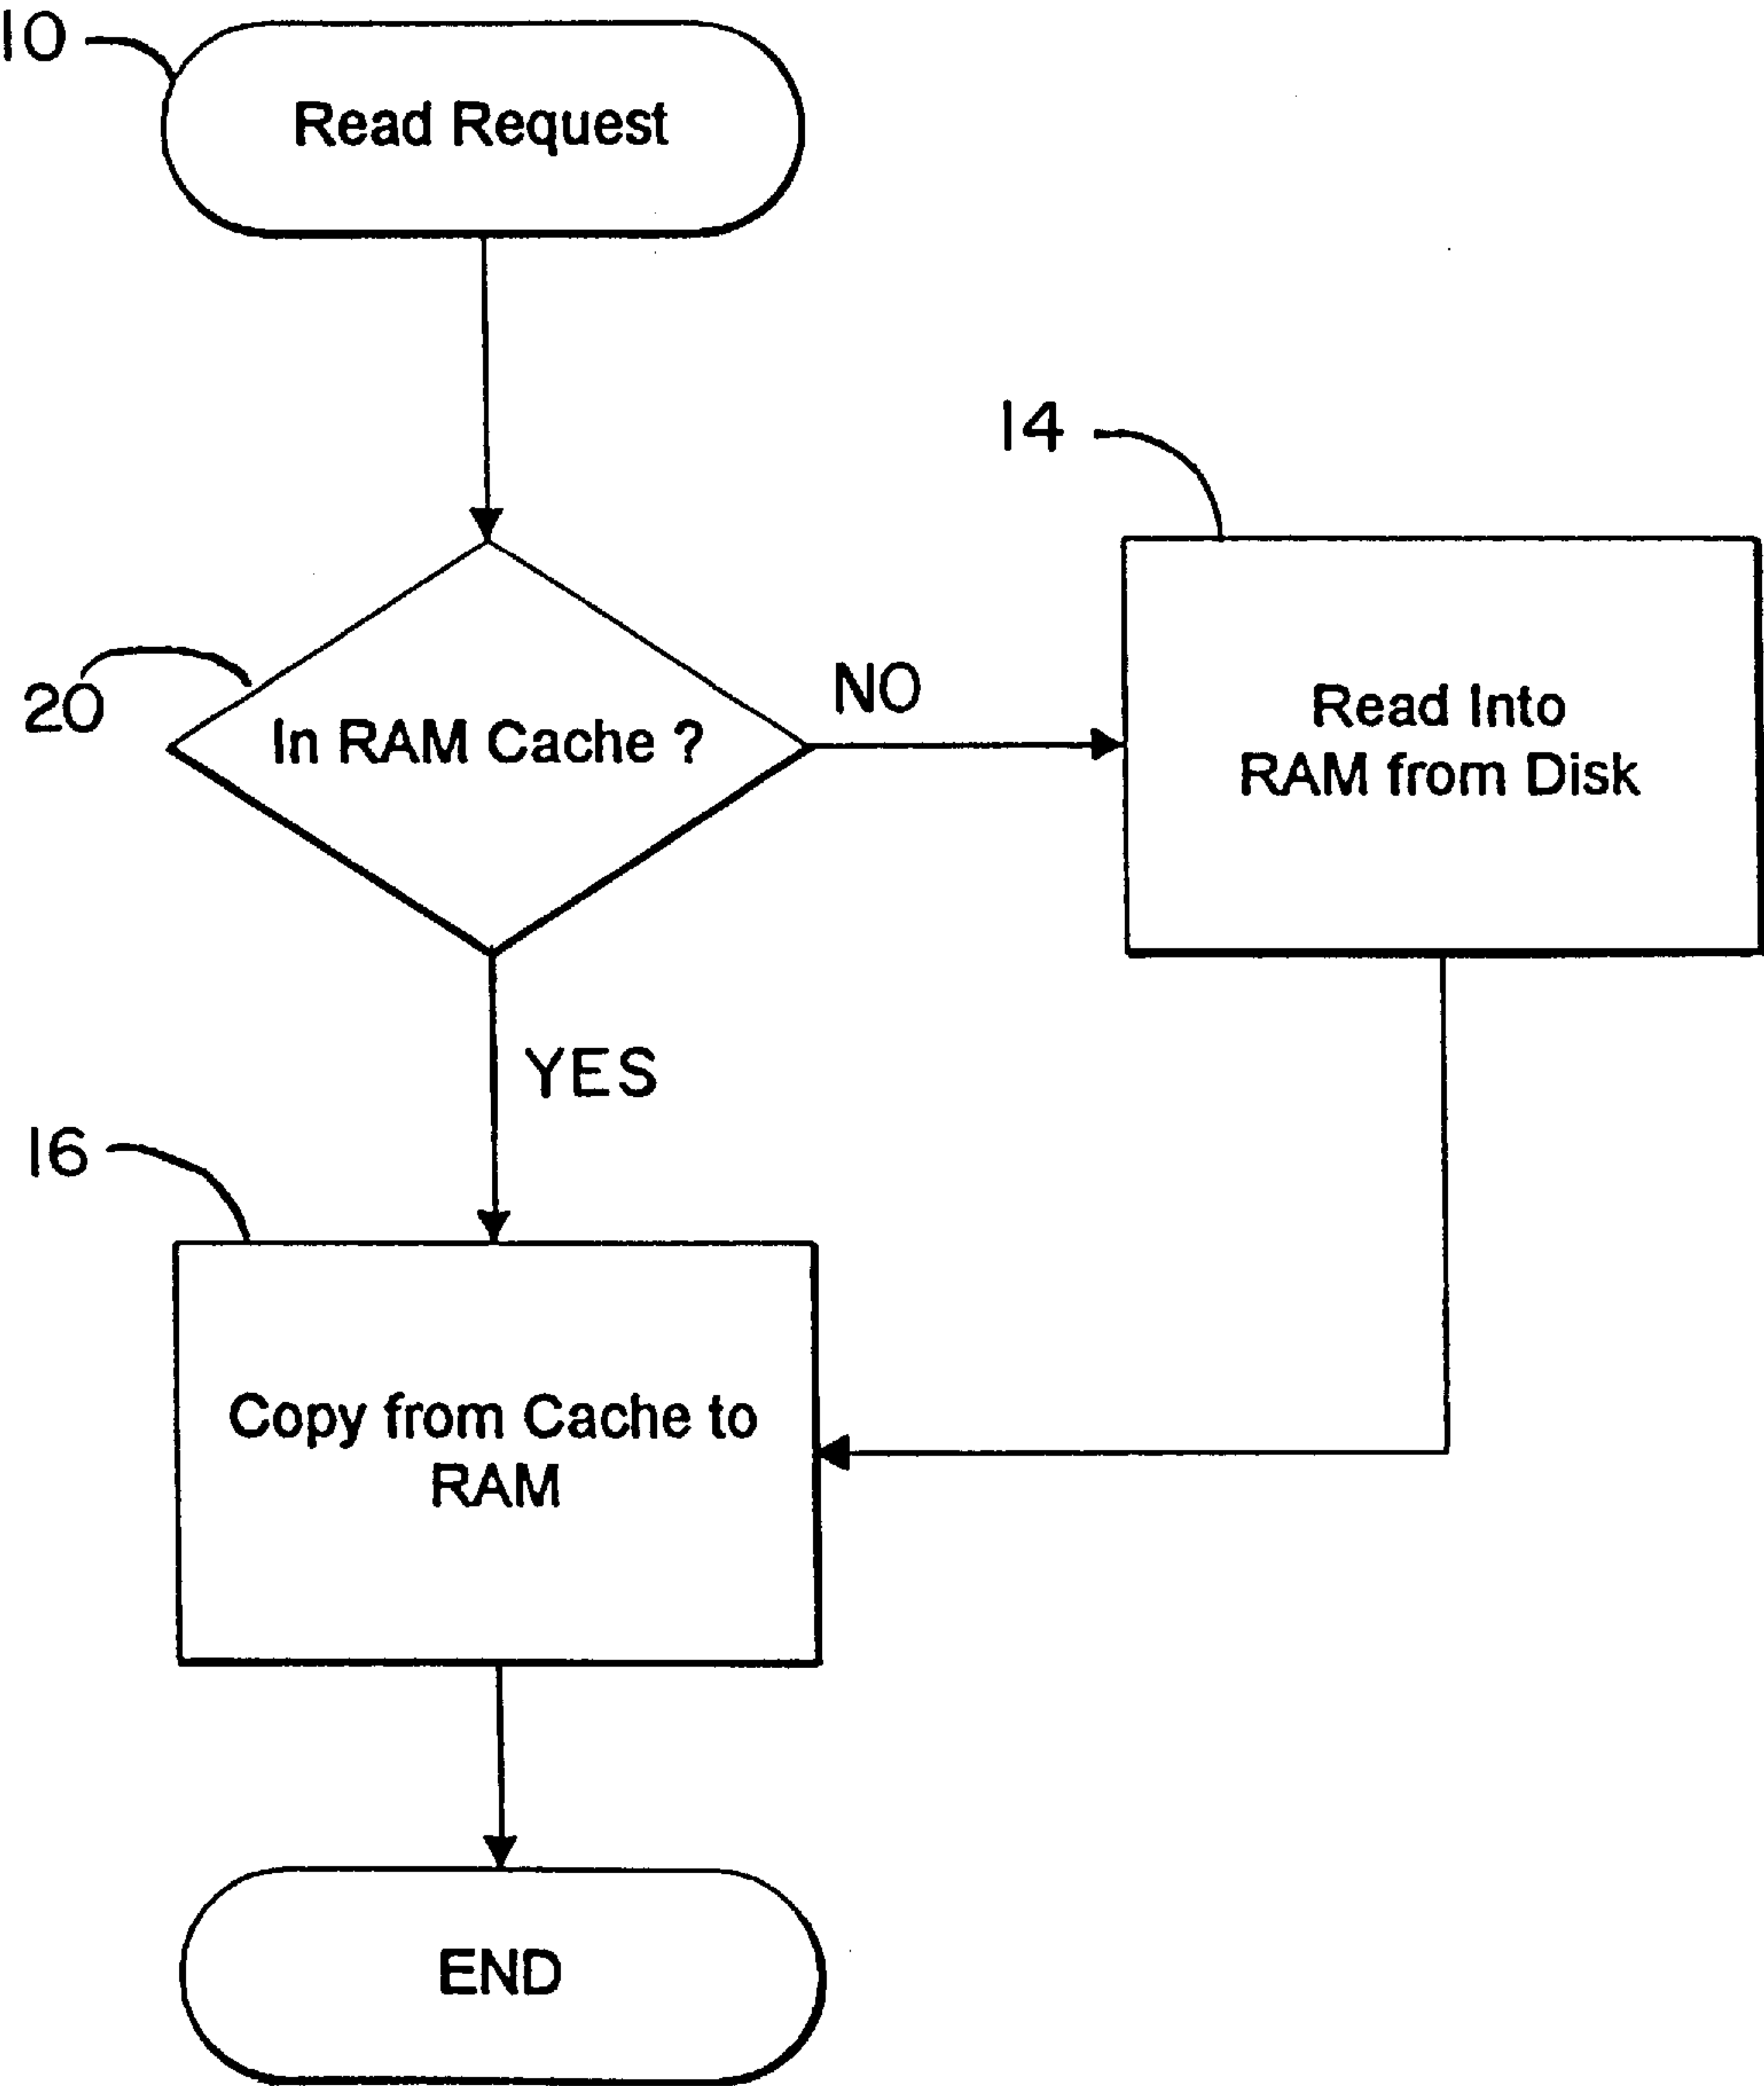 10
Read Request
14
20
In RAM Cache ?
NO
Read Into
RAM from Disk
YES
16
Copy from Cache to
RAM
END